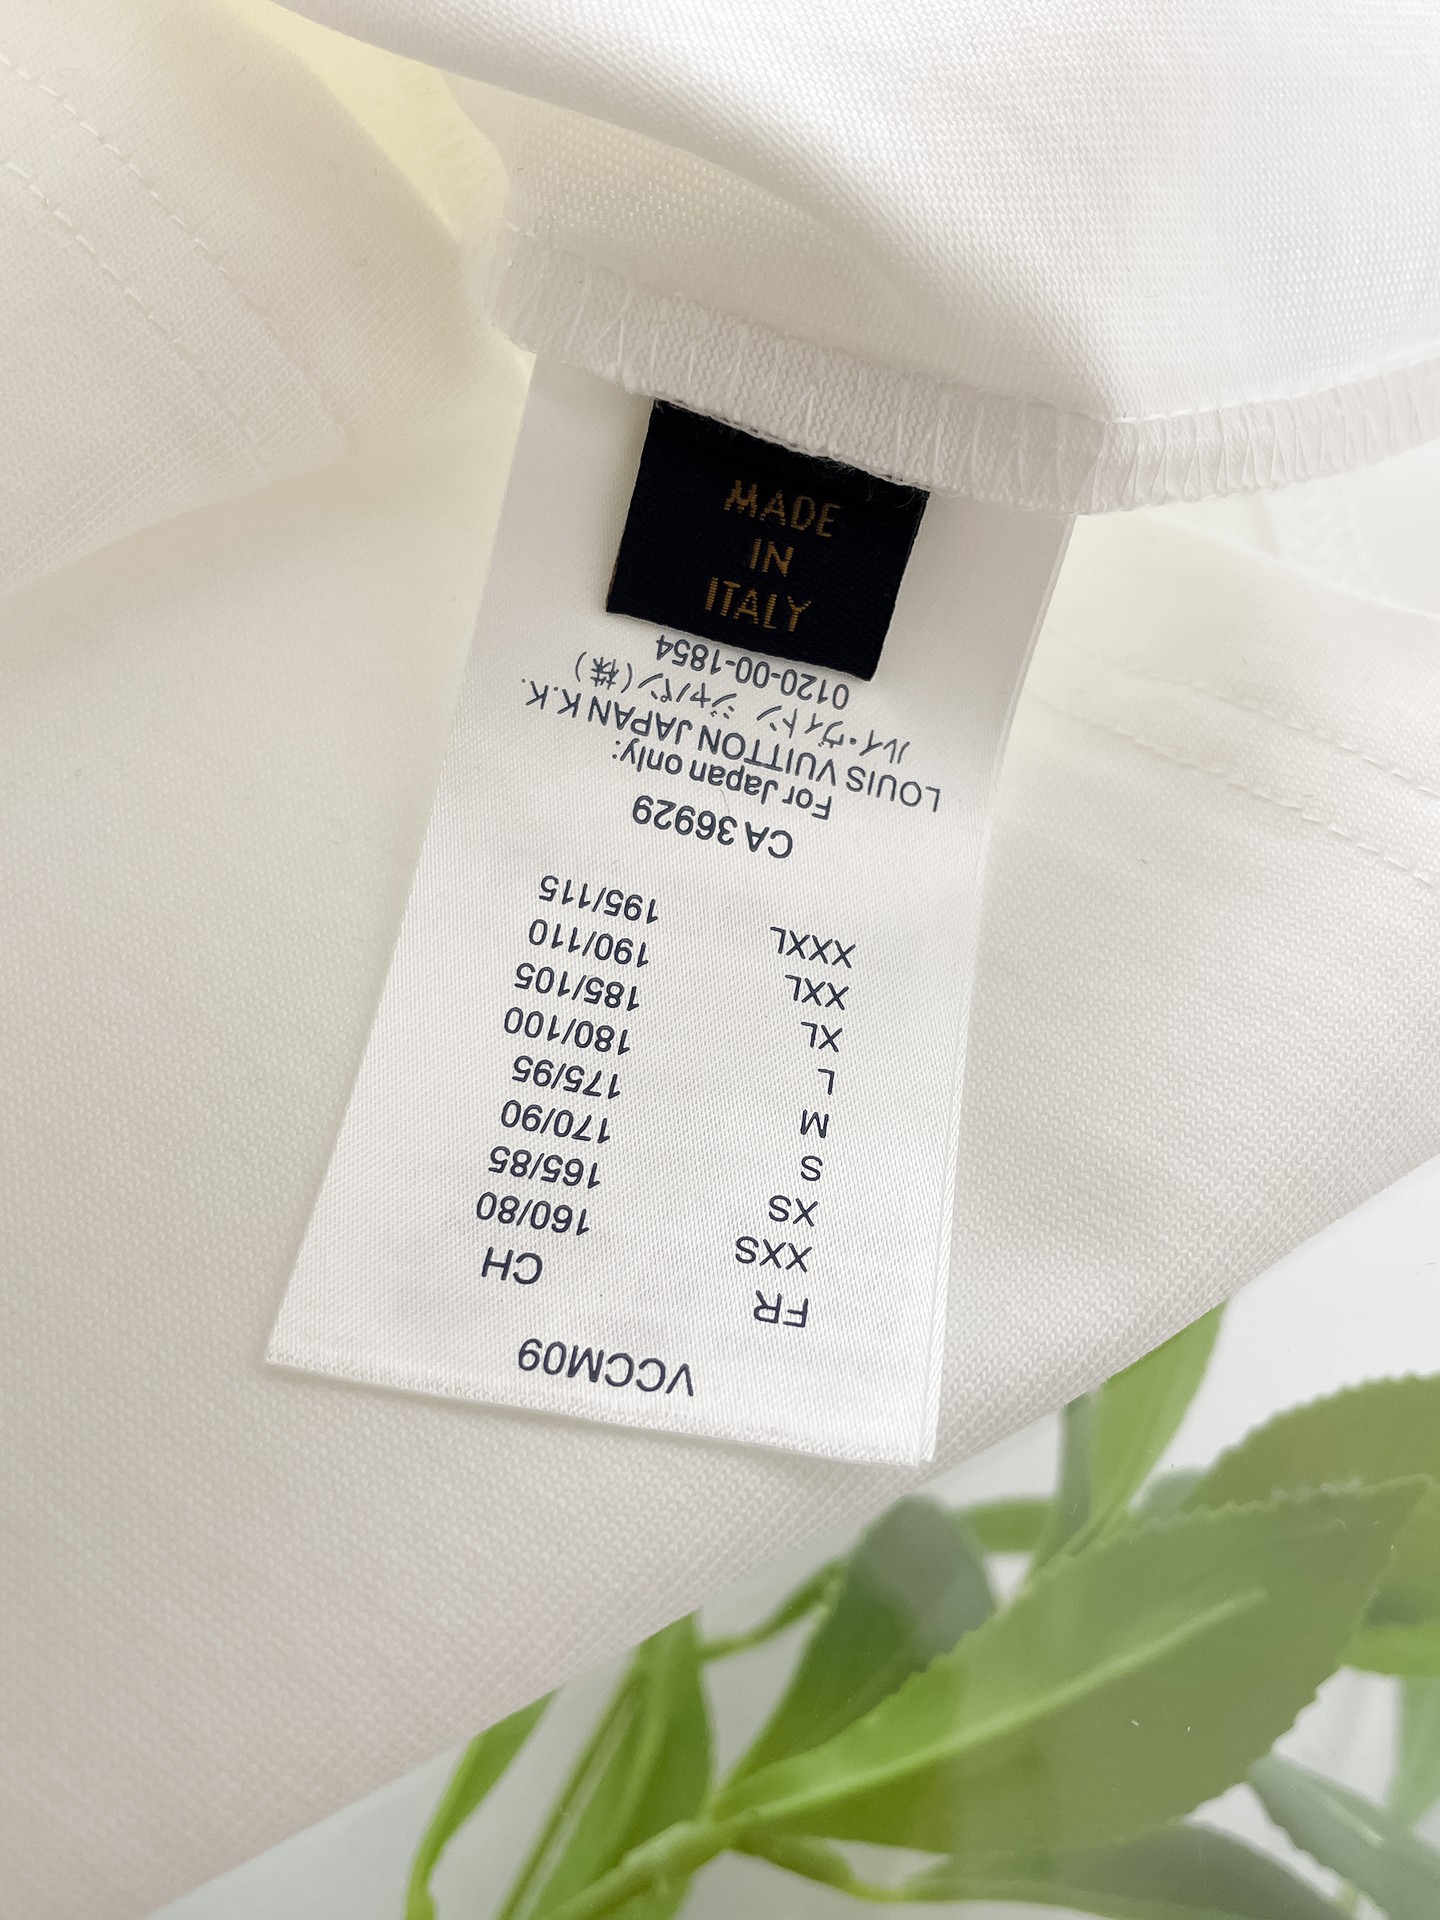 MADE
IN
ITALY
VCCM09
FR CH
XXS 160/80
XS 165/85
S 170/90
M 175/95
L 180/100
XL 185/105
XXL 190/110
XXXL 195/115
CA 36929
For Japan only:
LOUIS VUITTON JAPAN K.K.
ルイ・ヴィトン ジャパン(株)
0120-00-1854